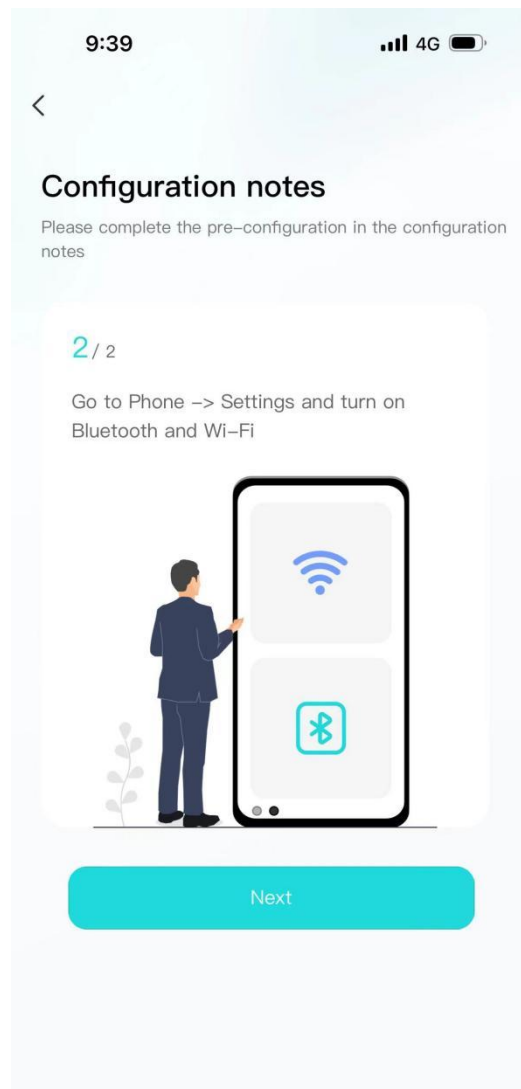 9:39
4G
Configuration notes
Please complete the pre-configuration in the configuration
notes
2/ 2
Go to Phone -> Settings and turn on
Bluetooth and Wi-Fi
Next